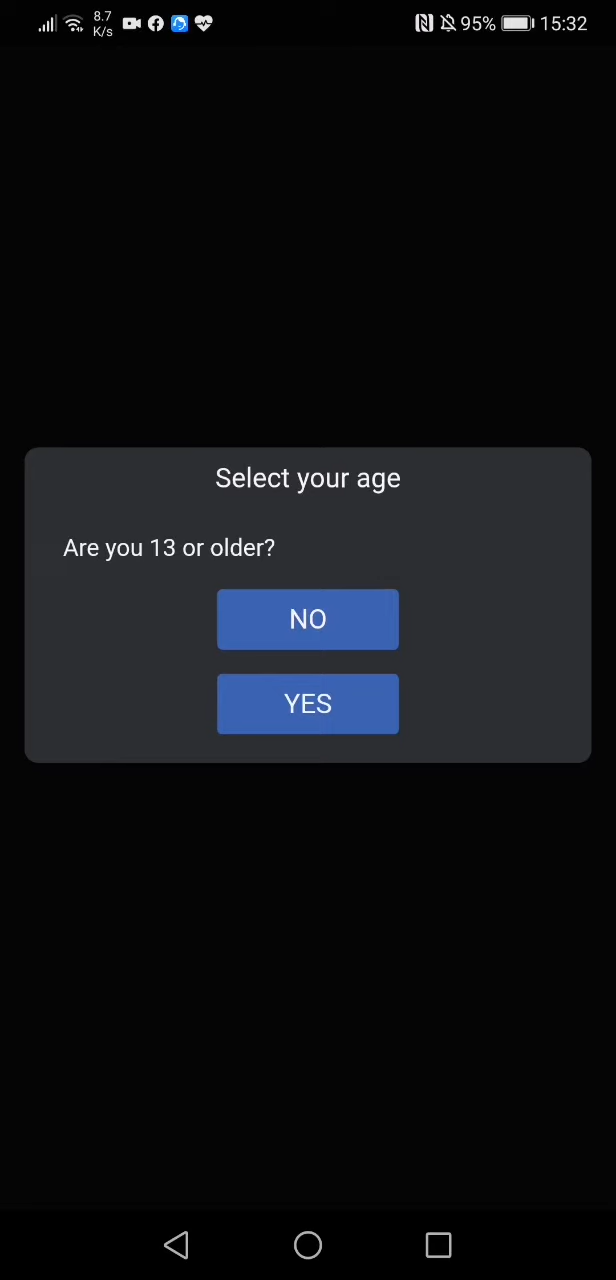 8.7
K/s
95% 15:32
Select your age
Are you 13 or older?
NO
YES